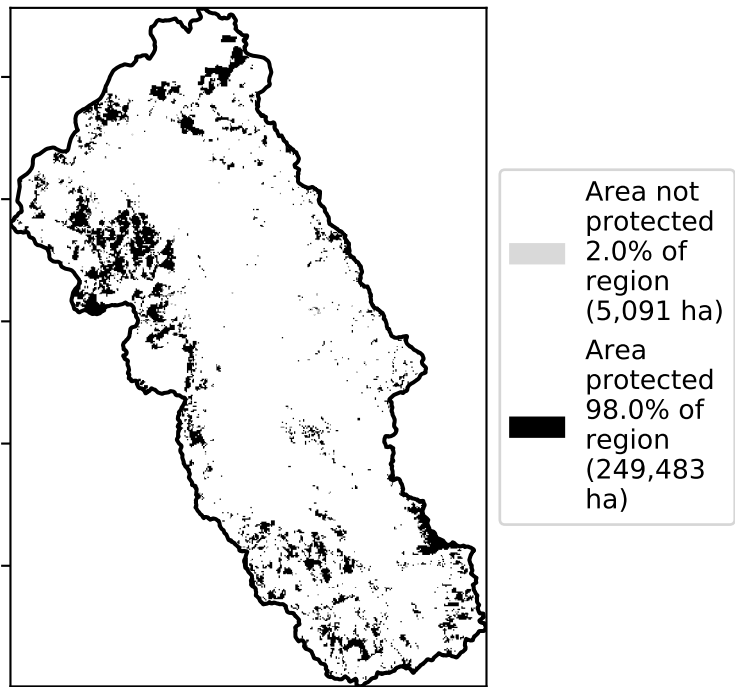 Area not
protected
2.0% of
region
(5,091 ha)
Area
protected
98.0% of
region
(249,483
ha)